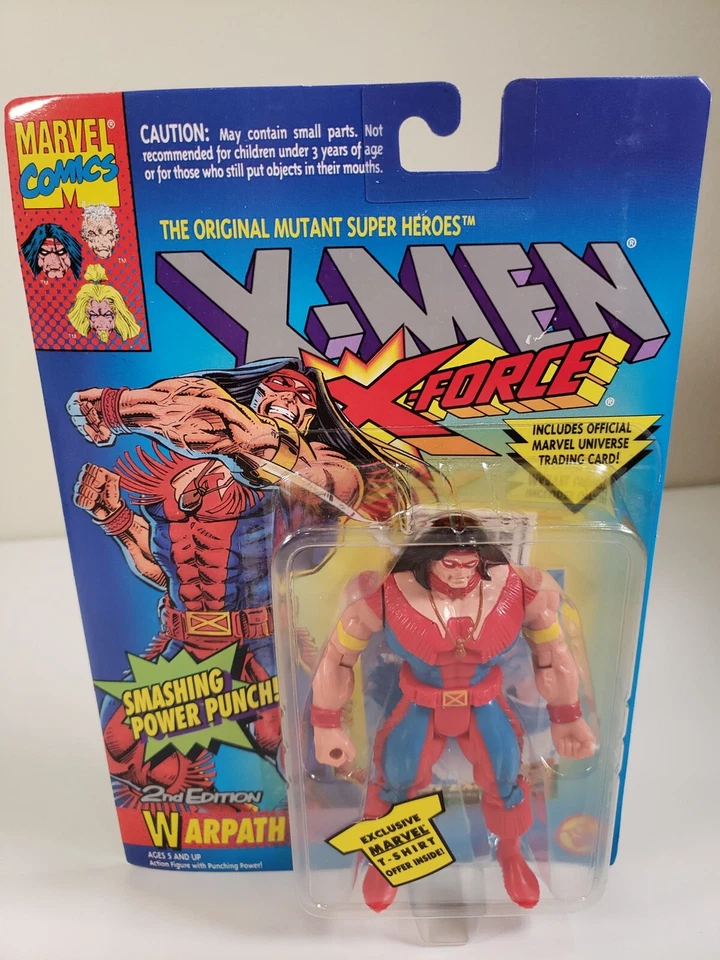 MARVEL®
COMICS
CAUTION: May contain small parts. Not
recommended for children under 3 years of age
or for those who still put objects in their mouths.
TM
TM
TM
THE ORIGINAL MUTANT SUPER HEROES™
X-MEN®
X-FORCE®
INCLUDES OFFICIAL
MARVEL UNIVERSE
TRADING CARD!
SMASHING
POWER PUNCH!
2nd EDITION
WARPATH
AGES 5 AND UP
Action Figure with Punching Power!
EXCLUSIVE
MARVEL
T-SHIRT
OFFER INSIDE!